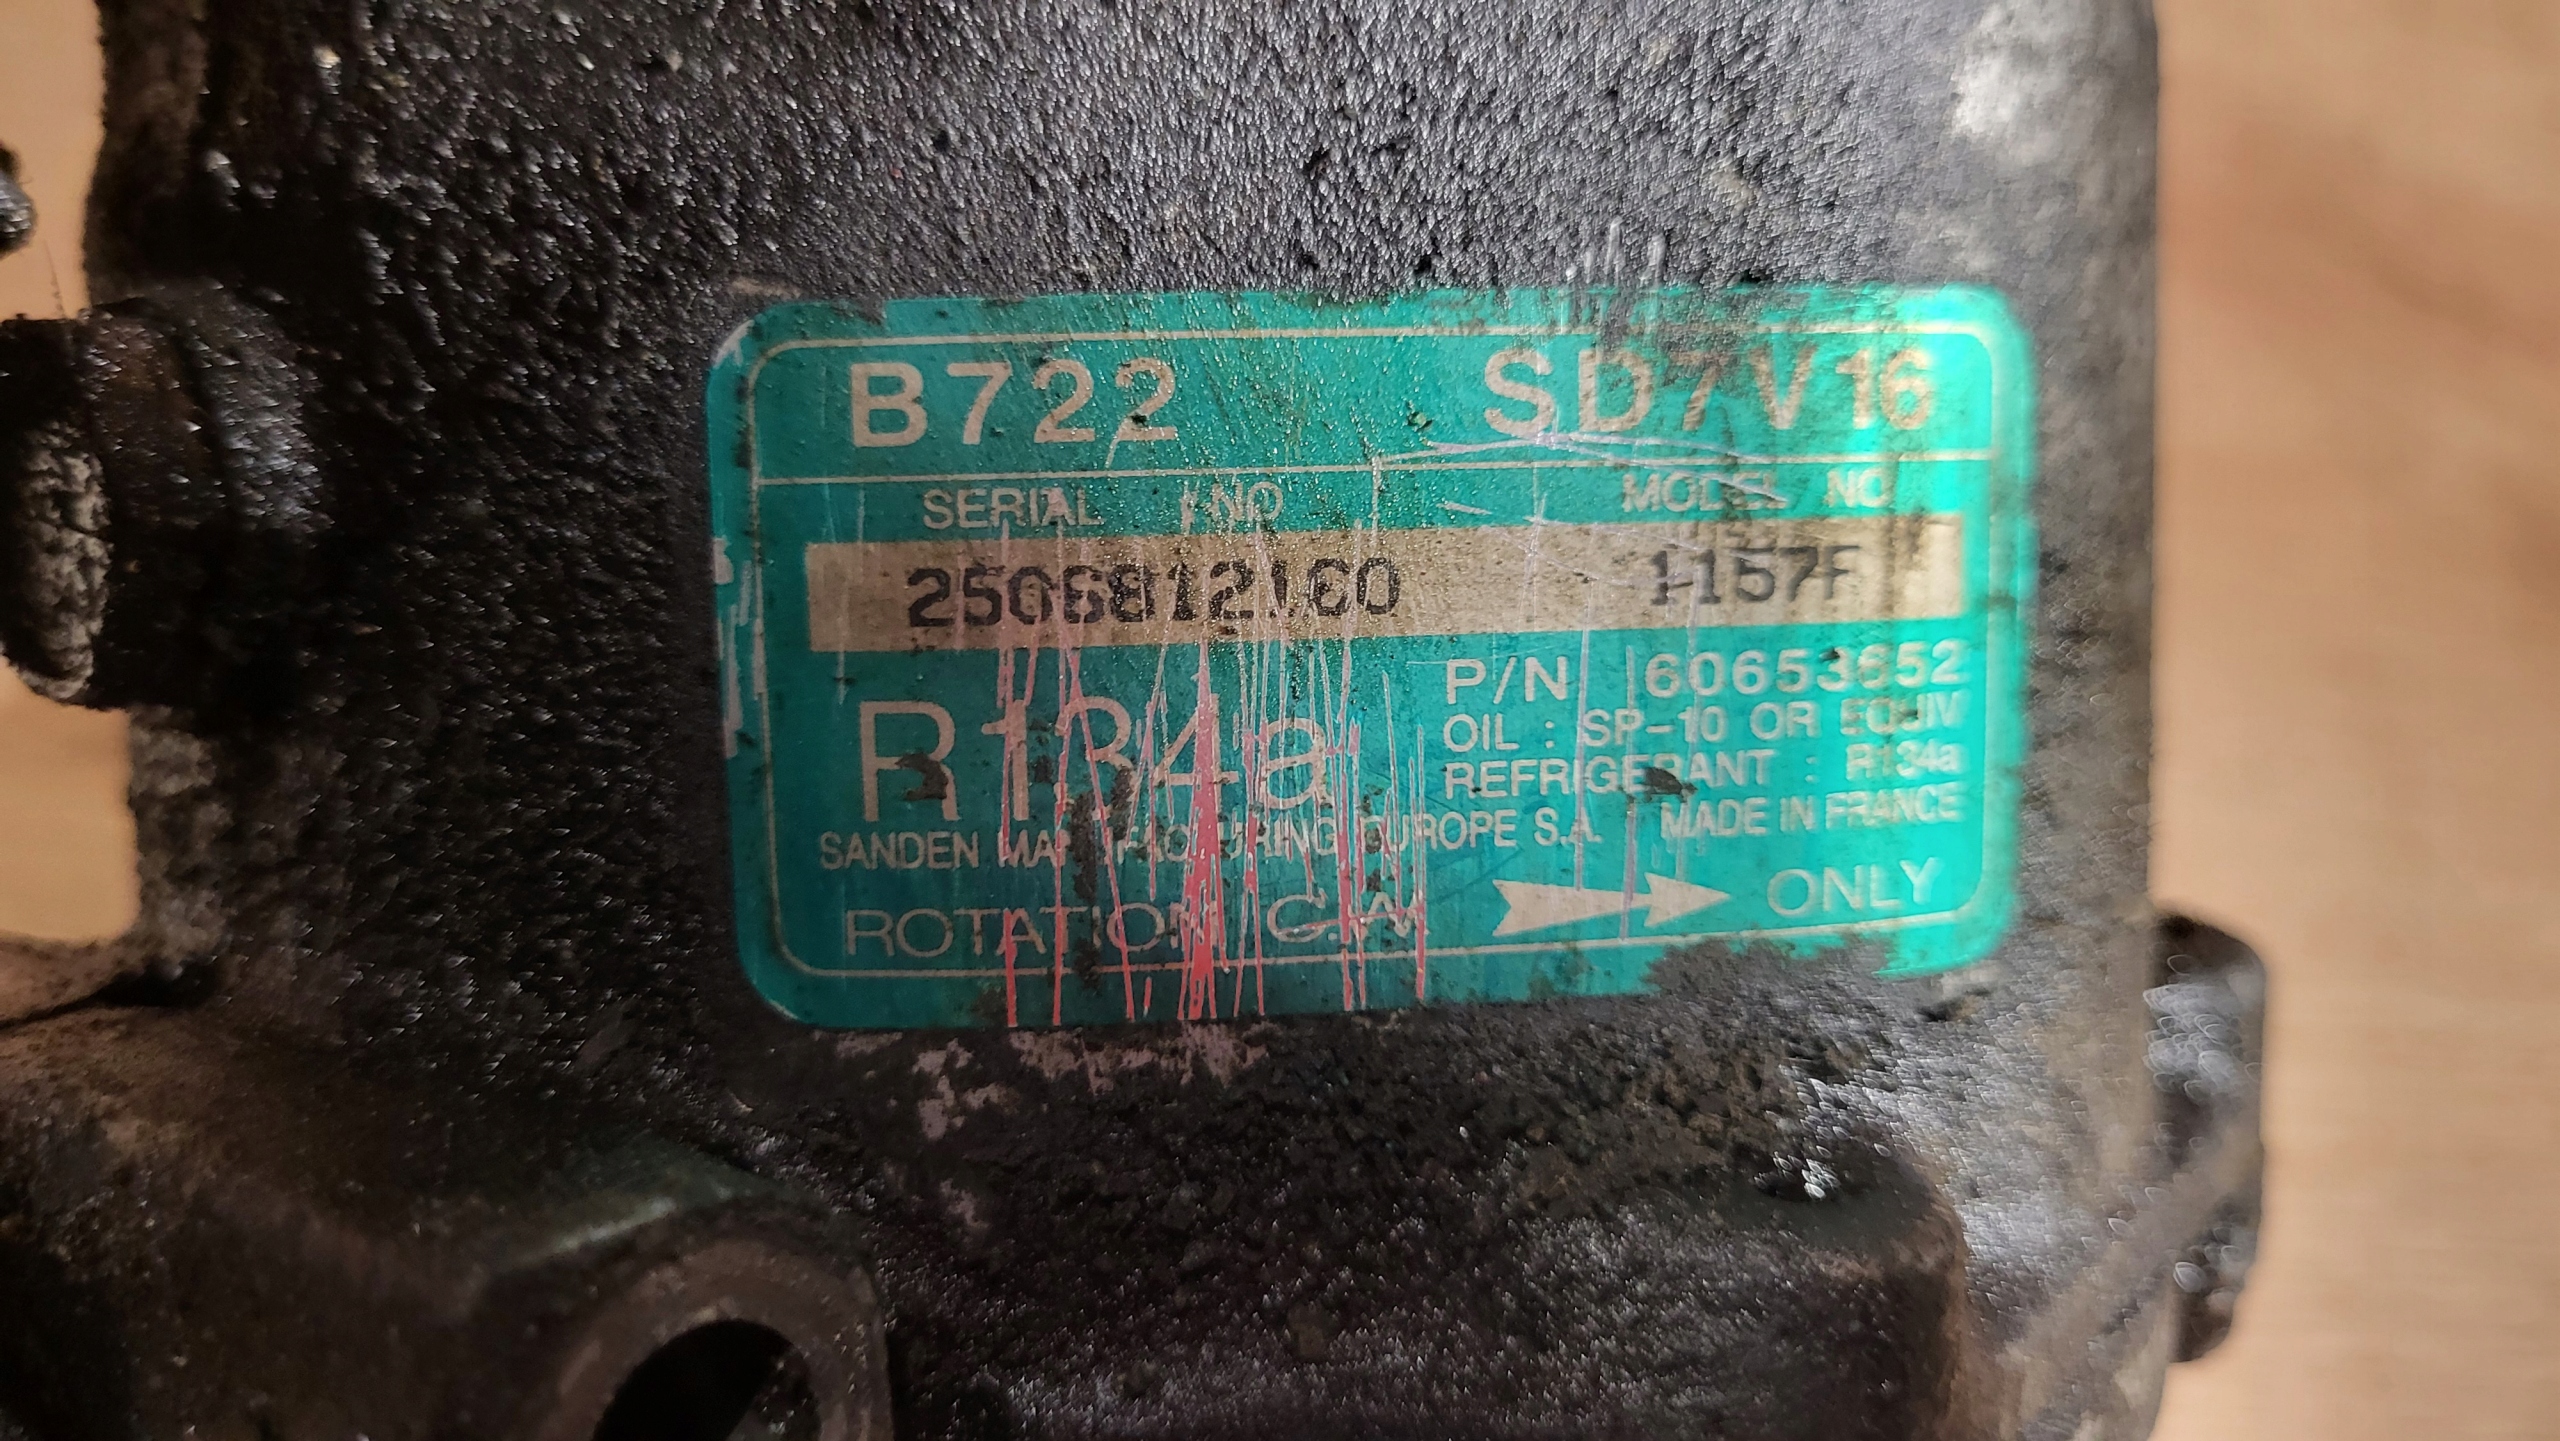 B722 SD7V16
SERIAL NO MODEL NO
1157F
P/N 60653652
R134a
OIL : SP-10 OR EQUIV
REFRIGERANT : R134a
SANDEN MANUFACTURING EUROPE S.A. MADE IN FRANCE
ROTATION ONLY